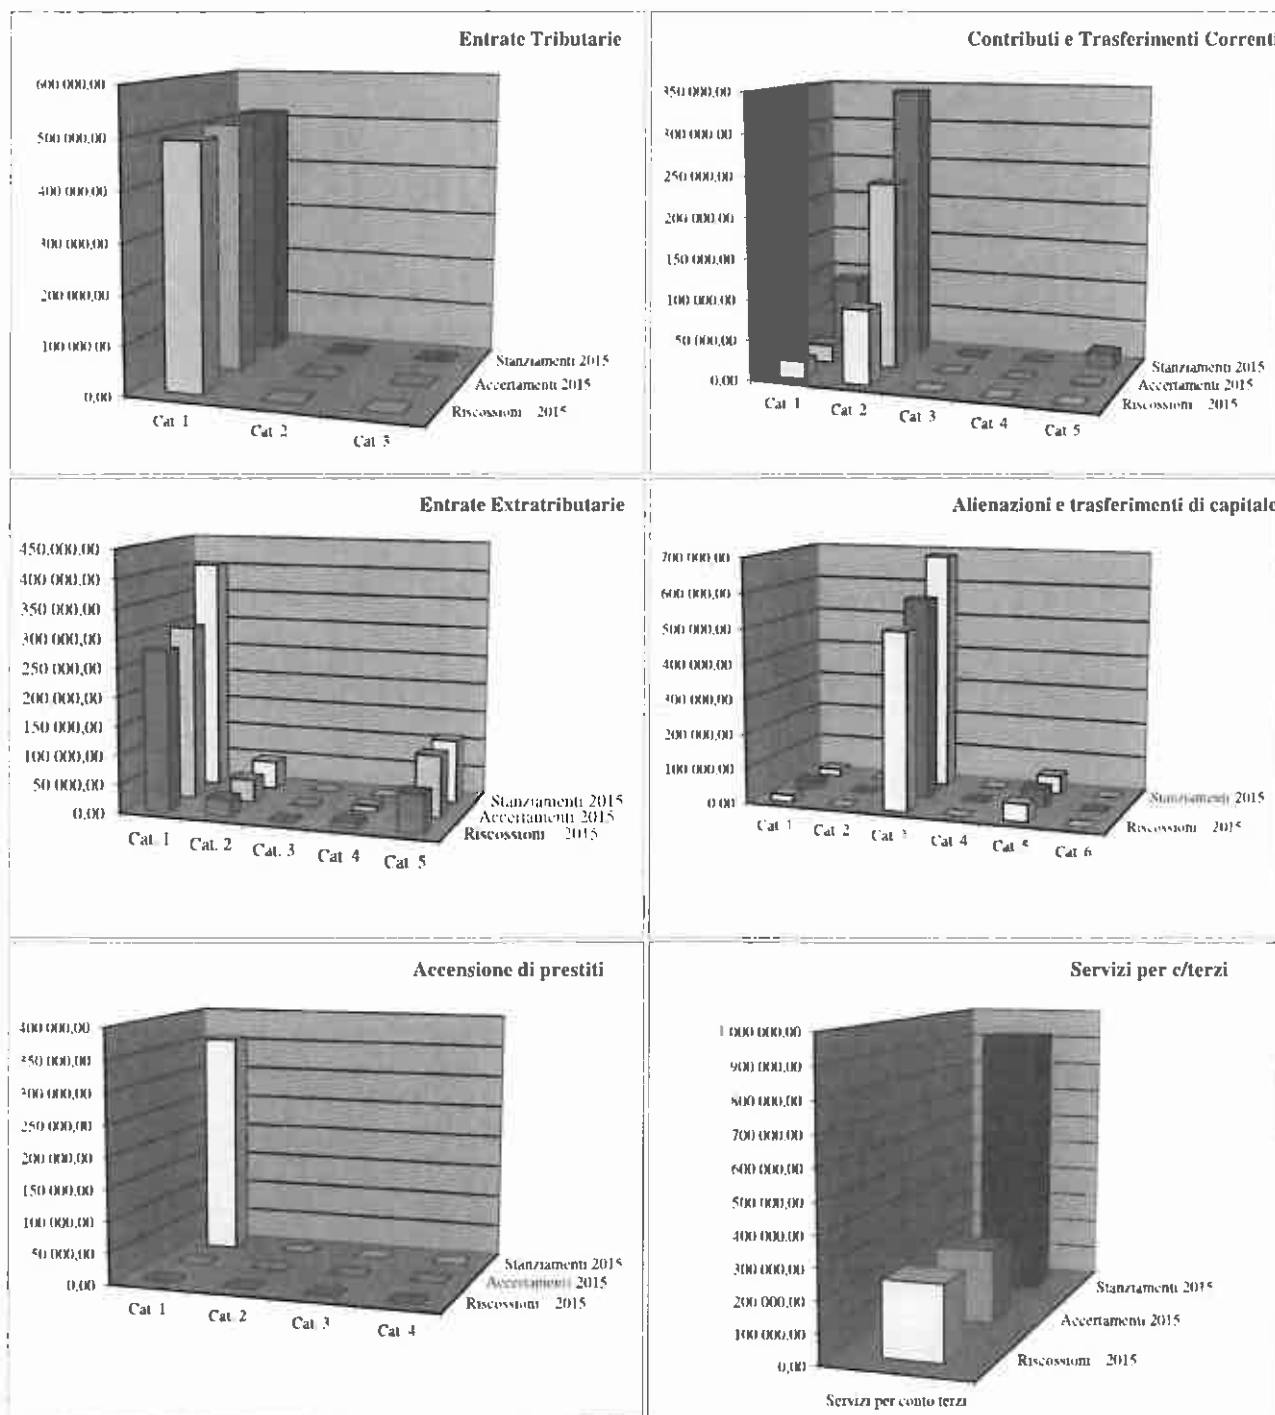 Entrate Tributarie
600 000,00
500 000,00
400 000,00
300 000,00
200 000,00
100 000,00
0,00
Cat 1
Cat 2
Cat 3
Stanziamenti 2015
Accertamenti 2015
Riscossioni 2015
Contributi e Trasferimenti Correnti
350 000,00
300 000,00
250 000,00
200 000,00
150 000,00
100 000,00
50 000,00
0,00
Cat 1
Cat 2
Cat 3
Cat 4
Cat 5
Stanziamenti 2015
Accertamenti 2015
Riscossioni 2015
Entrate Extratributarie
450.000,00
400 000,00
350 000,00
300 000,00
250 000,00
200 000,00
150 000,00
100 000,00
50 000,00
0,00
Cat. 1
Cat. 2
Cat. 3
Cat 4
Cat 5
Stanziamenti 2015
Accertamenti 2015
Riscossioni 2015
Alienazioni e trasferimenti di capitale
700 000,00
600 000,00
500 000,00
400 000,00
300 000,00
200 000,00
100 000,00
0,00
Cat 1
Cat 2
Cat 3
Cat 4
Cat 5
Cat 6
Stanziamenti 2015
Riscossioni 2015
Accensione di prestiti
400 000,00
350 000,00
300 000,00
250 000,00
200 000,00
150 000,00
100 000,00
50 000,00
0,00
Cat 1
Cat 2
Cat 3
Cat 4
Stanziamenti 2015
Accertamenti 2015
Riscossioni 2015
Servizi per c/terzi
1 000 000,00
900 000,00
800 000,00
700 000,00
600 000,00
500 000,00
400 000,00
300 000,00
200 000,00
100 000,00
0,00
Servizi per conto terzi
Stanziamenti 2015
Accertamenti 2015
Riscossioni 2015